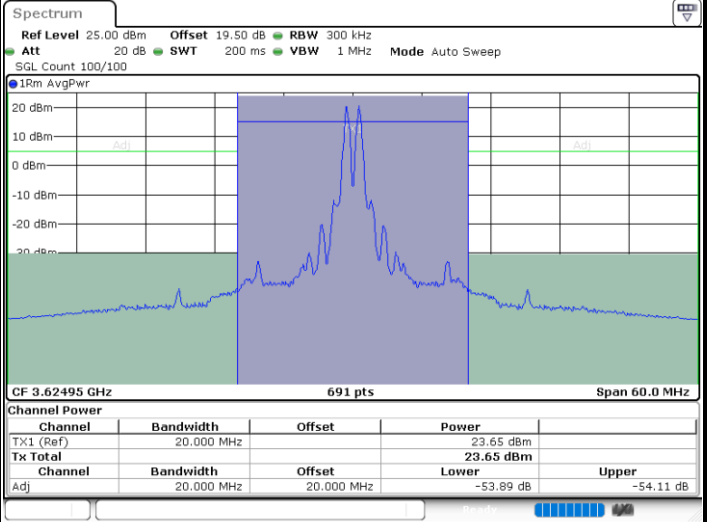 Spectrum
Ref Level 25.00 dBm Offset 19.50 dB RBW 300 kHz
Att 20 dB SWT 200 ms VBW 1 MHz Mode Auto Sweep
SGL Count 100/100
1Rm AvgPwr
20 dBm
Adj Adj
10 dBm
0 dBm
-10 dBm
-20 dBm
-30 dBm
CF 3.62495 GHz 691 pts Span 60.0 MHz
Channel Power
Channel Bandwidth Offset Power
TX1 (Ref) 20.000 MHz 23.65 dBm
Tx Total 23.65 dBm
Channel Bandwidth Offset Lower Upper
Adj 20.000 MHz 20.000 MHz -53.89 dB -54.11 dB
Ready